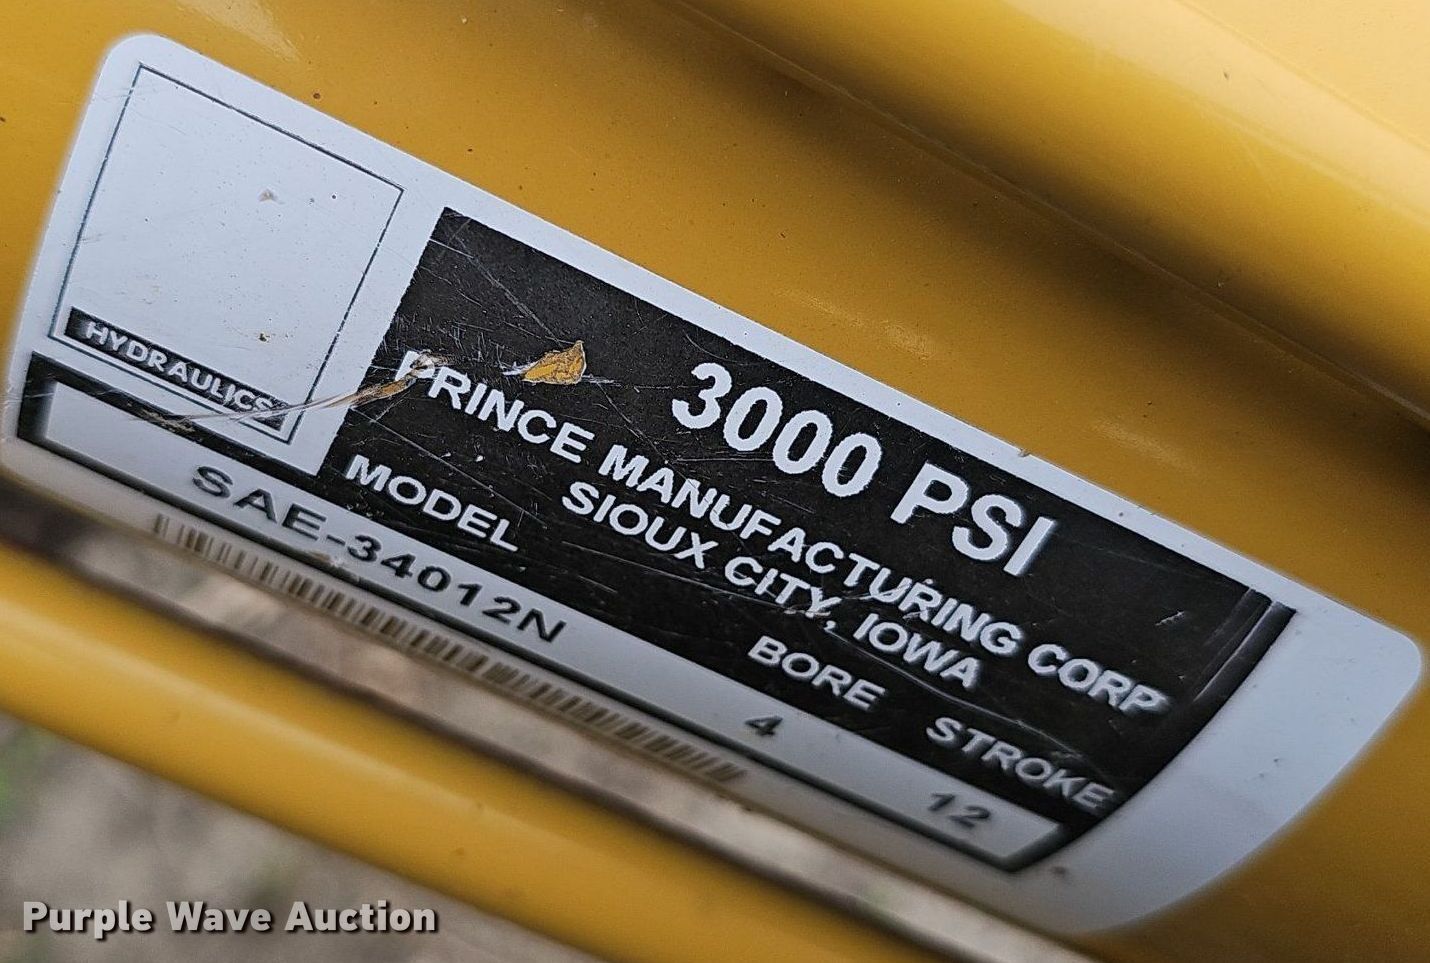 HYDRAULICS
3000 PSI
PRINCE MANUFACTURING CORP
SIOUX CITY, IOWA
MODEL BORE STROKE
SAE-34012N 4 12
Purple Wave Auction